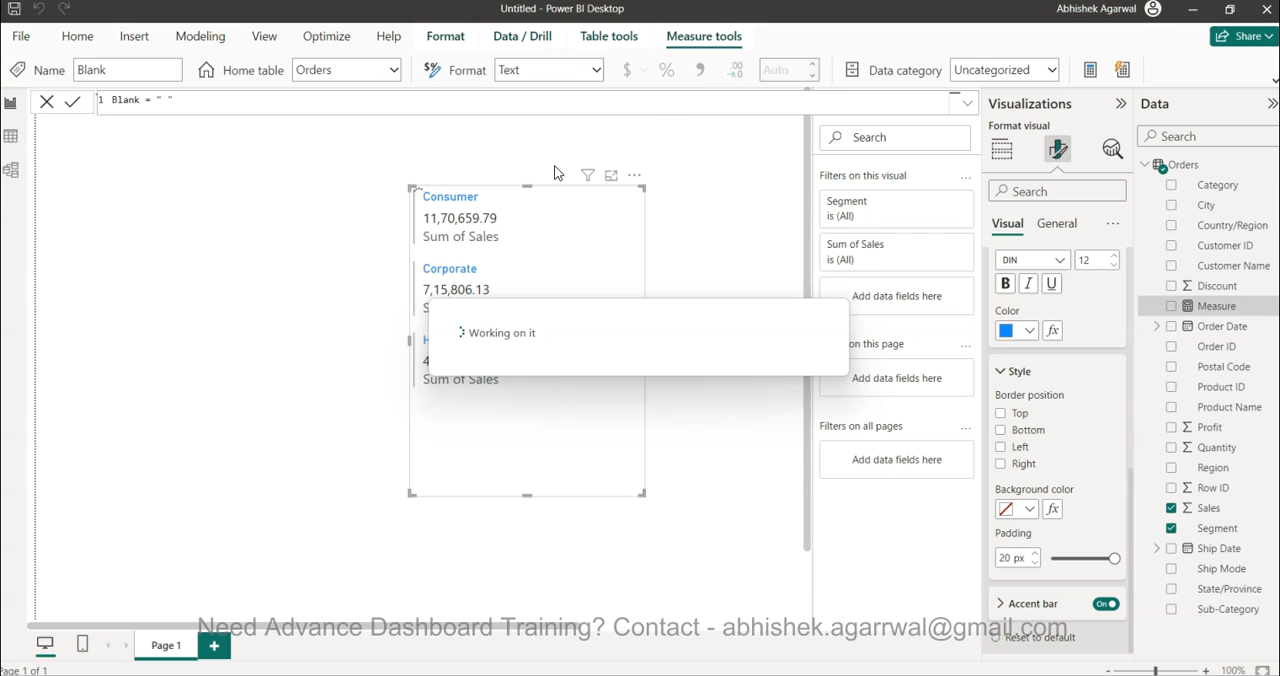 Untitled - Power BI Desktop
Abhishek Agarwal
File Home Insert Modeling View Optimize Help Format Data / Drill Table tools Measure tools
Share
Name Blank Home table Orders Format Text $ % Auto Data category Uncategorized
1 Blank = " "
Consumer
11,70,659.79
Sum of Sales
Corporate
7,15,806.13
Working on it
Sum of Sales
Search
Filters on this visual
Segment
is (All)
Sum of Sales
is (All)
Add data fields here
on this page
Add data fields here
Filters on all pages
Add data fields here
Visualizations
Format visual
Search
Visual General
DIN 12
B I U
Color
fx
Style
Border position
Top
Bottom
Left
Right
Background color
fx
Padding
20 px
Accent bar On
Reset to default
Data
Search
Orders
Category
City
Country/Region
Customer ID
Customer Name
Discount
Measure
Order Date
Order ID
Postal Code
Product ID
Product Name
Profit
Quantity
Region
Row ID
Sales
Segment
Ship Date
Ship Mode
State/Province
Sub-Category
Need Advance Dashboard Training? Contact - abhishek.agarrwal@gmail.com
Page 1
Page 1 of 1
100%